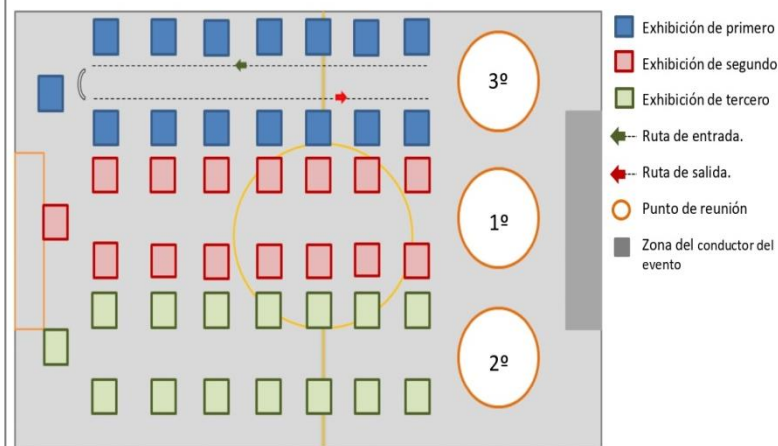 3º
1º
2º
Exhibición de primero
Exhibición de segundo
Exhibición de tercero
Ruta de entrada.
Ruta de salida.
Punto de reunión
Zona del conductor del
evento